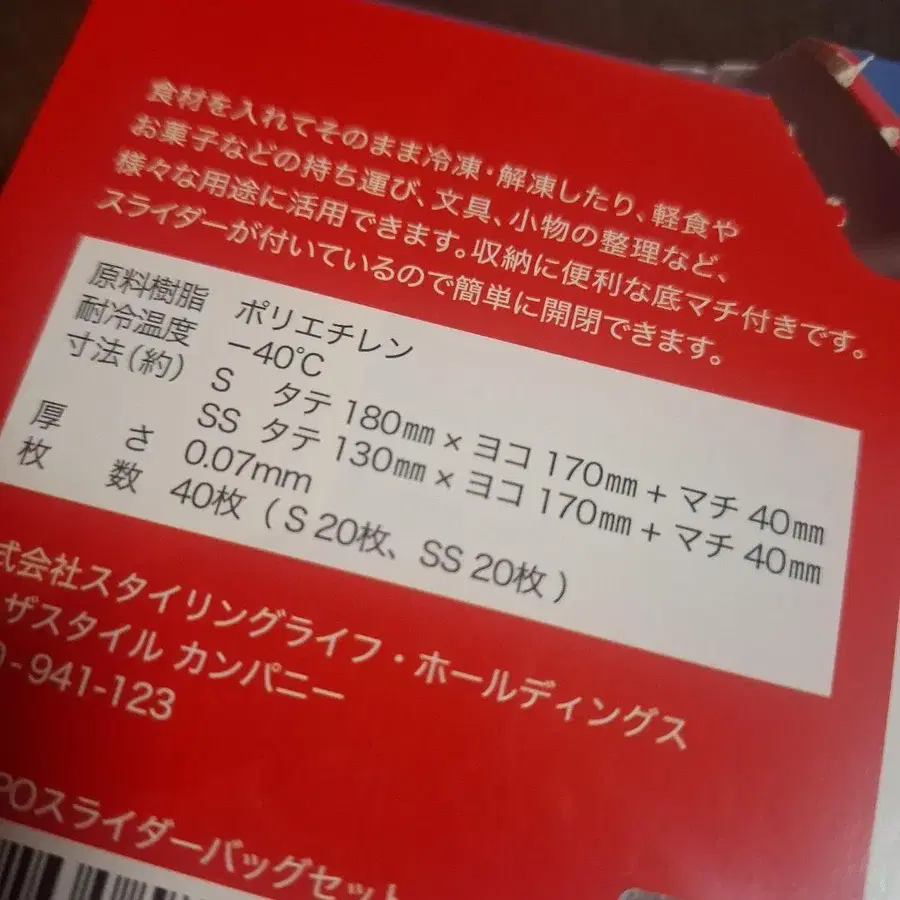 食材を入れてそのまま冷凍・解凍したり、軽食や
お菓子などの持ち運び、文具、小物の整理など、
様々な用途に活用できます。収納に便利な底マチ付きです。
スライダーが付いているので簡単に開閉できます。
原料樹脂 ポリエチレン
耐冷温度 −40℃
寸法(約) S タテ 180㎜ × ヨコ 170㎜ + マチ 40㎜
SS タテ 130㎜ × ヨコ 170㎜ + マチ 40㎜
厚さ 0.07mm
枚数 40枚 ( S 20枚、SS 20枚 )
式会社スタイリングライフ・ホールディングス
ザスタイル カンパニー
0-941-123
POスライダーバッグセット